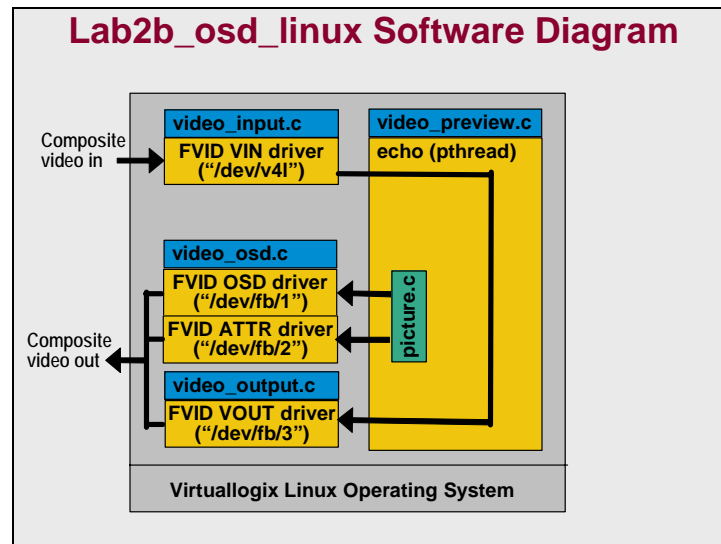 Lab2b_osd_linux Software Diagram
video_input.c
video_preview.c
Composite
video in
FVID VIN driver
(“/dev/v4l”)
echo (pthread)
video_osd.c
FVID OSD driver
(“/dev/fb/1”)
FVID ATTR driver
(“/dev/fb/2”)
picture.c
Composite
video out
video_output.c
FVID VOUT driver
(“/dev/fb/3”)
Virtuallogix Linux Operating System